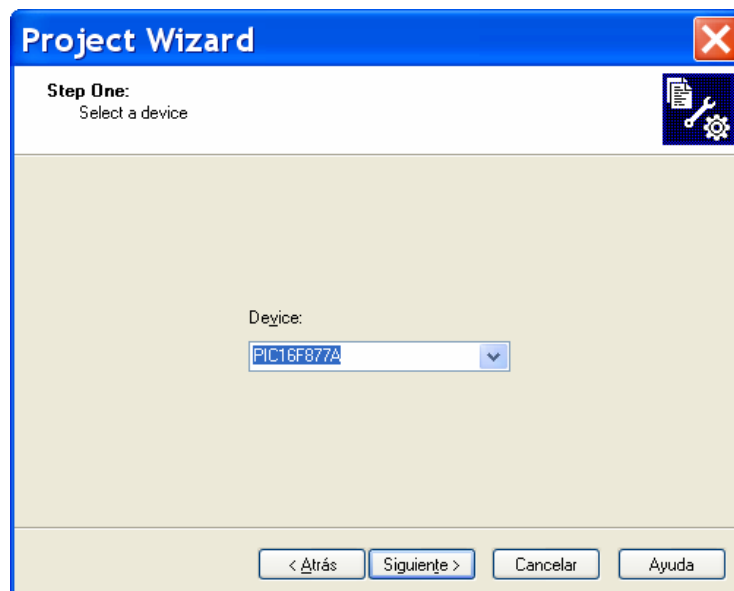 Project Wizard
Step One:
Select a device
Device:
PIC16F877A
< Atrás Siguiente > Cancelar Ayuda